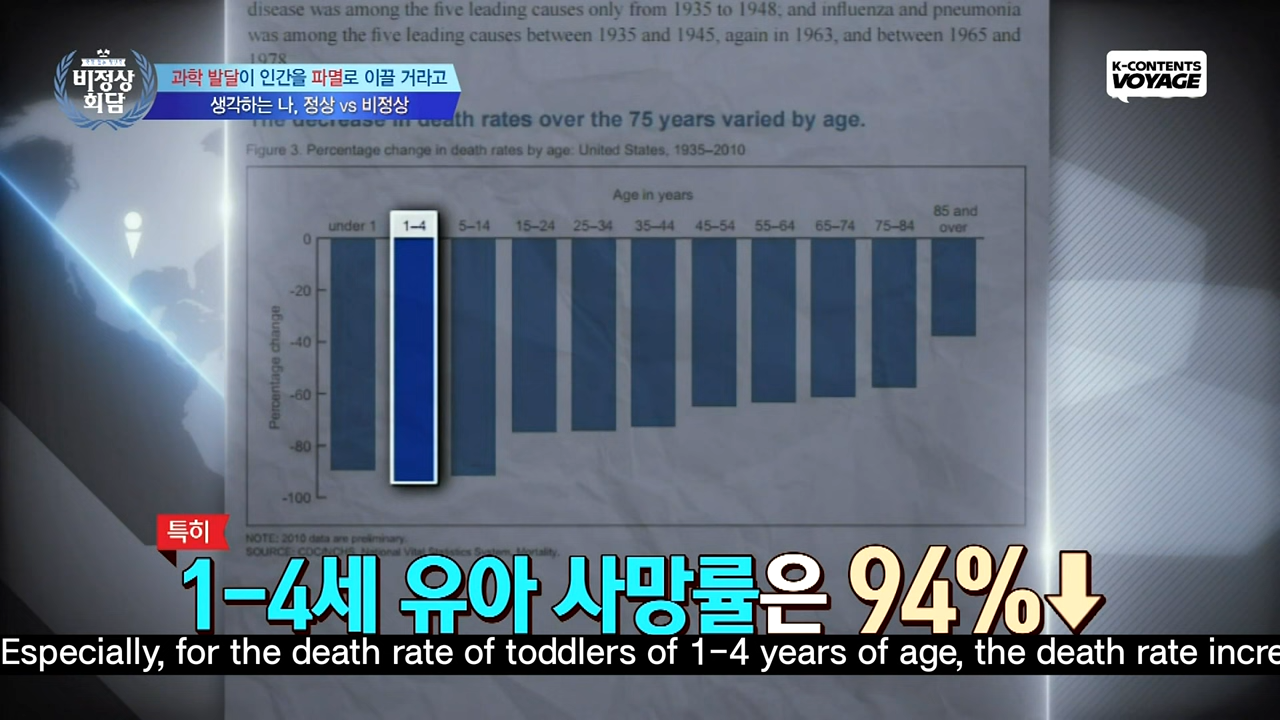 disease was among the five leading causes only from 1935 to 1948; and influenza and pneumonia
was among the five leading causes between 1935 and 1945, again in 1963, and between 1965 and
1978.
비정상
회담
과학 발달이 인간을 파멸로 이끌 거라고
생각하는 나, 정상 vs 비정상
K-CONTENTS
VOYAGE
The decrease in death rates over the 75 years varied by age.
Figure 3. Percentage change in death rates by age: United States, 1935–2010
Age in years
under 1 1–4 5–14 15–24 25–34 35–44 45–54 55–64 65–74 75–84 85 and over
0
-20
-40
-60
-80
-100
Percentage change
NOTE: 2010 data are preliminary.
SOURCE: CDC/NCHS, National Vital Statistics System, Mortality.
특히
1-4세 유아 사망률은 94%↓
Especially, for the death rate of toddlers of 1-4 years of age, the death rate incre